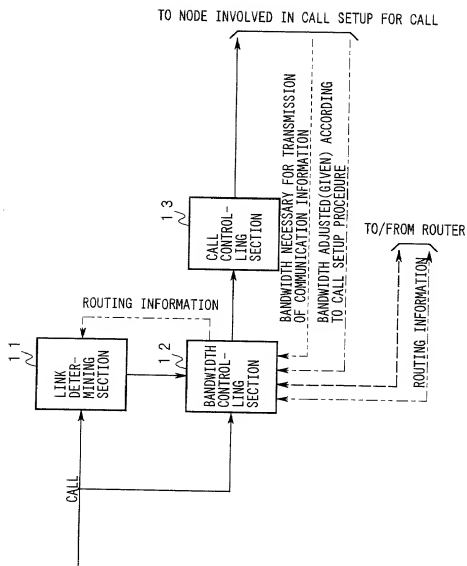 TO NODE INVOLVED IN CALL SETUP FOR CALL
BANDWIDTH NECESSARY FOR TRANSMISSION
OF COMMUNICATION INFORMATION
BANDWIDTH ADJUSTED(GIVEN) ACCORDING
TO CALL SETUP PROCEDURE
TO/FROM ROUTER
ROUTING INFORMATION
13
CALL
CONTROL-
LING
SECTION
ROUTING INFORMATION
11
LINK
DETER-
MINING
SECTION
12
BANDWIDTH
CONTROL-
LING
SECTION
CALL